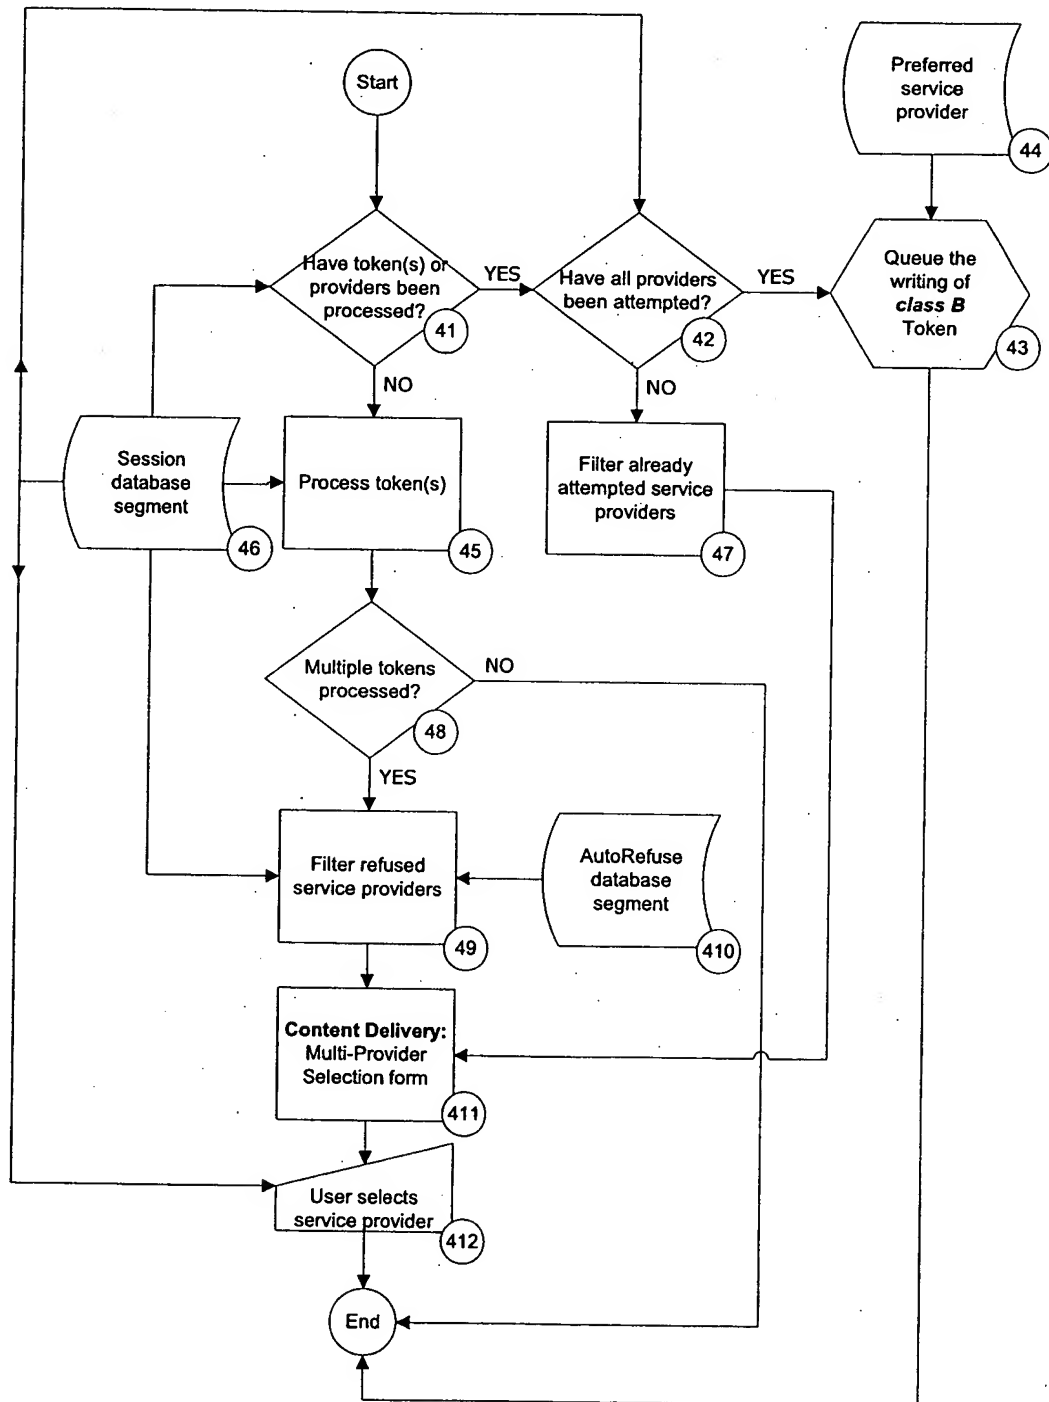 Start
Preferred
service
provider
44
Have token(s) or
providers been
processed?
41
YES
Have all providers
been attempted?
42
YES
Queue the
writing of
class B
Token
43
NO
NO
Session
database
segment
46
Process token(s)
45
Filter already
attempted service
providers
47
Multiple tokens
processed?
48
NO
YES
Filter refused
service providers
49
AutoRefuse
database
segment
410
Content Delivery:
Multi-Provider
Selection form
411
User selects
service provider
412
End